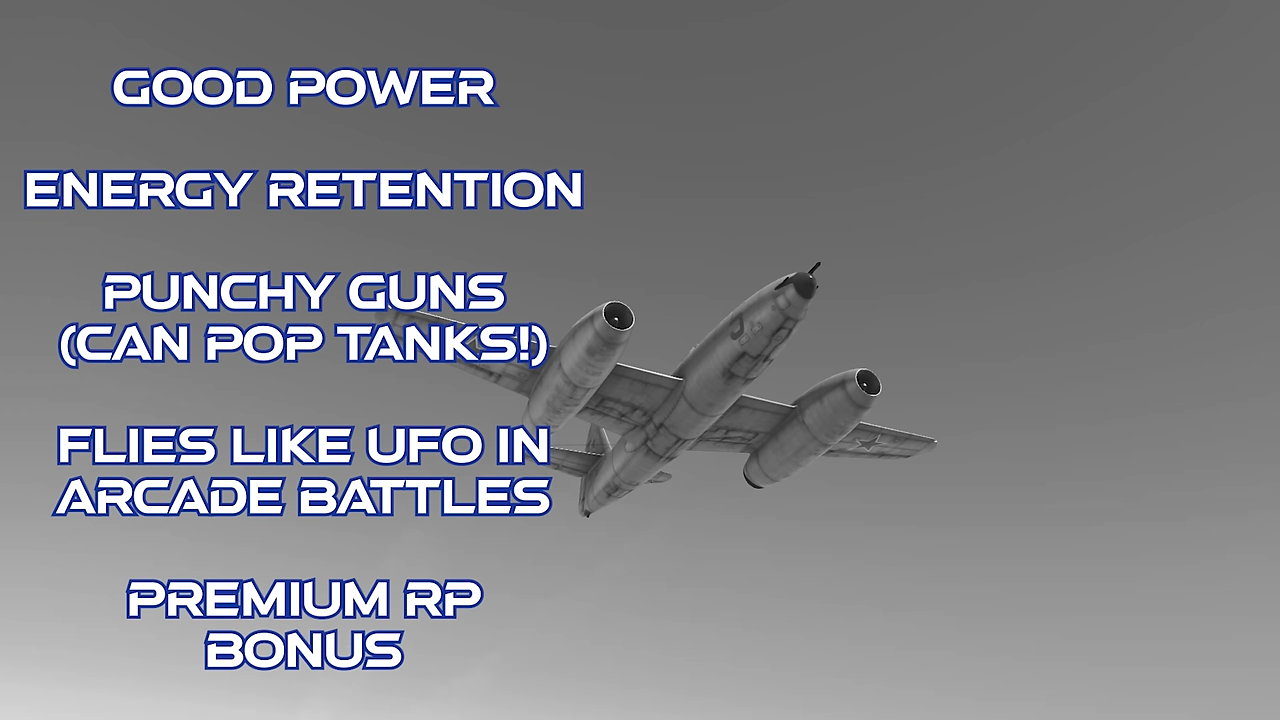 GOOD POWER
ENERGY RETENTION
PUNCHY GUNS
(CAN POP TANKS!)
FLIES LIKE UFO IN
ARCADE BATTLES
PREMIUM RP
BONUS